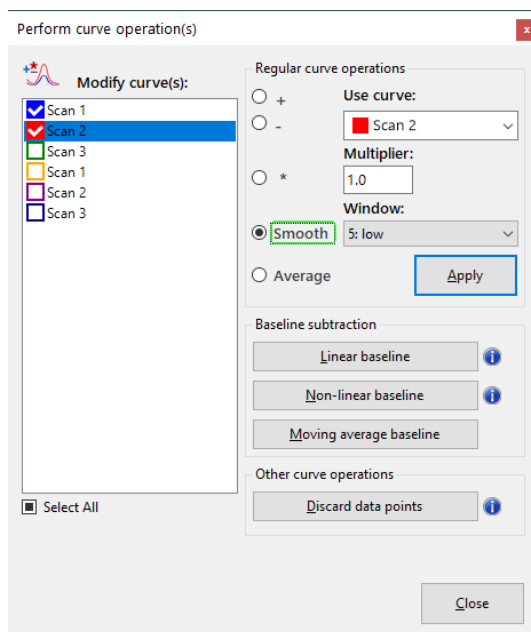 Perform curve operation(s)
x
Modify curve(s):
Scan 1
Scan 2
Scan 3
Scan 1
Scan 2
Scan 3
Select All
Regular curve operations
+
Use curve:
-
Scan 2
Multiplier:
*
1.0
Window:
Smooth
5: low
Average
Apply
Baseline subtraction
Linear baseline
i
Non-linear baseline
i
Moving average baseline
Other curve operations
Discard data points
i
Close